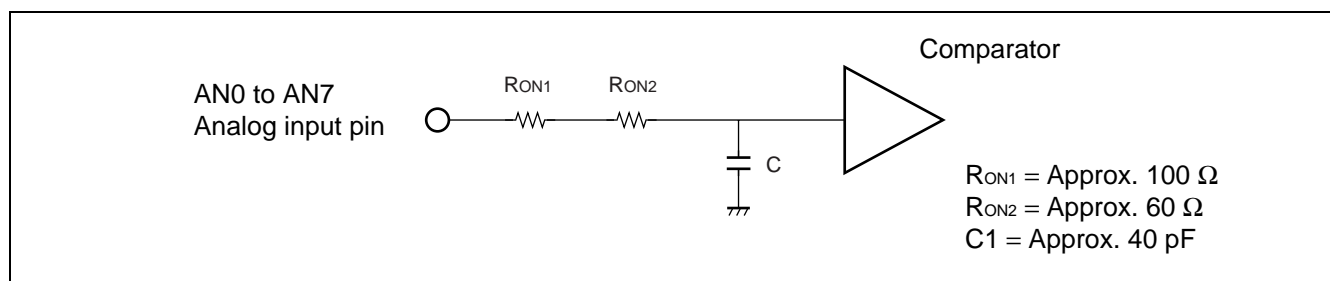 Comparator
AN0 to AN7
Analog input pin
RON1
RON2
C
RON1 = Approx. 100 Ω
RON2 = Approx. 60 Ω
C1 = Approx. 40 pF